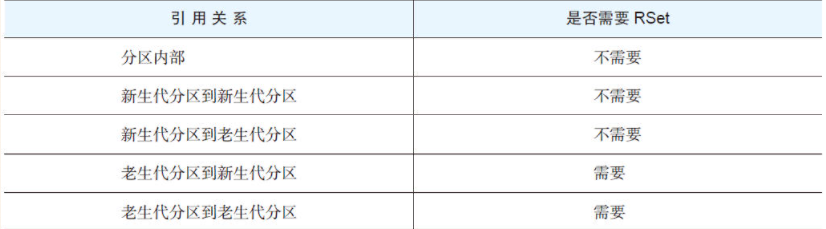 引用关系 是否需要 RSet
分区内部 不需要
新生代分区到新生代分区 不需要
新生代分区到老生代分区 不需要
老生代分区到新生代分区 需要
老生代分区到老生代分区 需要